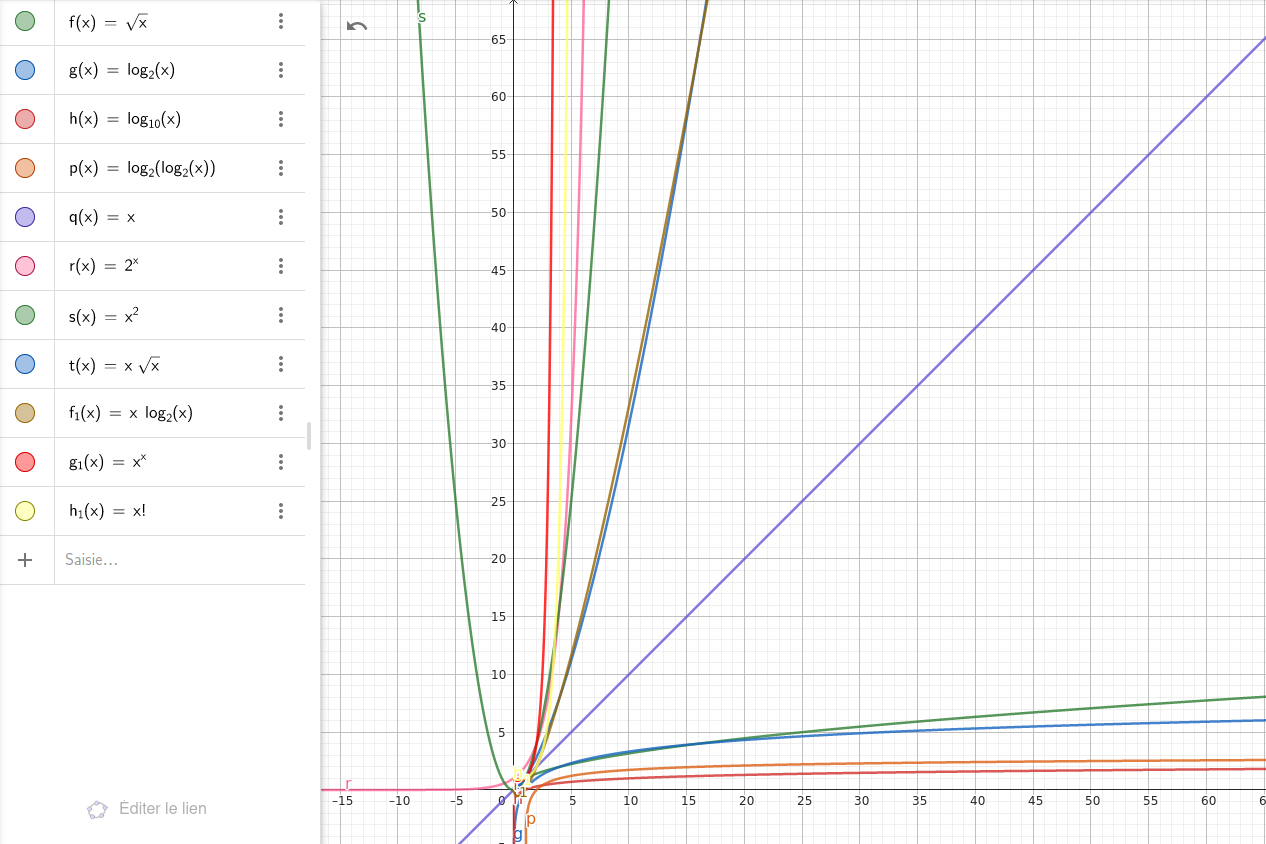 f(x) = √x
g(x) = log₂(x)
h(x) = log₁₀(x)
p(x) = log₂(log₂(x))
q(x) = x
r(x) = 2ˣ
s(x) = x²
t(x) = x √x
f₁(x) = x log₂(x)
g₁(x) = xˣ
h₁(x) = x!
+ Saisie…
Éditer le lien
s
65
60
55
50
45
40
35
30
25
20
15
10
5
r
-15 -10 -5 0 5 10 15 20 25 30 35 40 45 50 55 60 6
p
g